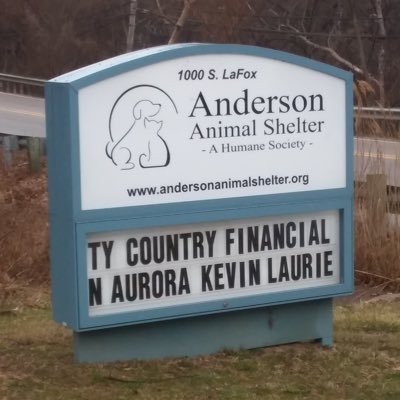 1000 S. LaFox
Anderson
Animal Shelter
- A Humane Society -
www.andersonanimalshelter.org
TY COUNTRY FINANCIAL
N AURORA KEVIN LAURIE